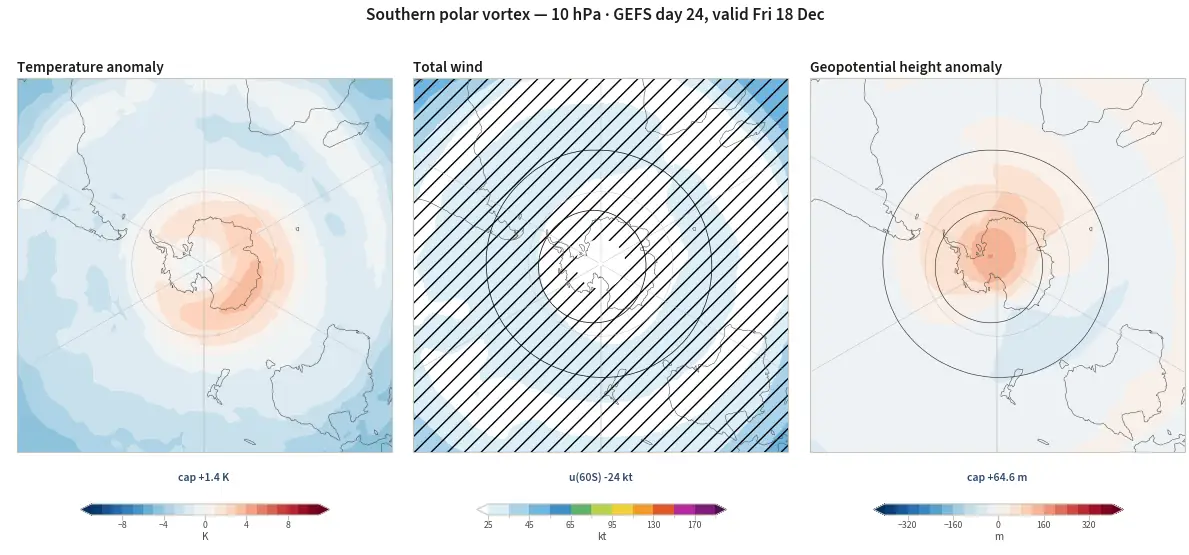 Southern polar vortex — 10 hPa · GEFS day 24, valid Fri 18 Dec
Temperature anomaly
Total wind
Geopotential height anomaly
cap +1.4 K
u(60S) -24 kt
cap +64.6 m
−8 −4 0 4 8
K
25 45 65 95 130 170
kt
−320 −160 0 160 320
m